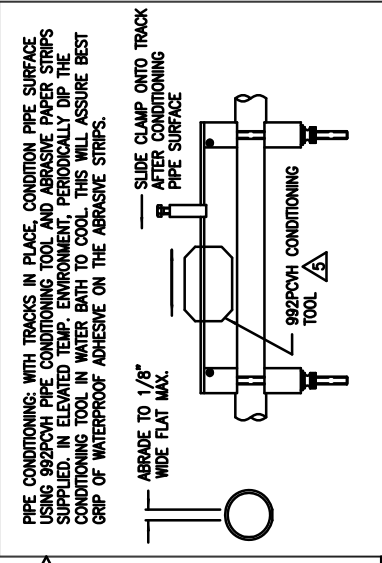 PIPE CONDITIONING: WITH TRACKS IN PLACE, CONDITION PIPE SURFACE
USING 992PCVH PIPE CONDITIONING TOOL AND ABRASIVE PAPER STRIPS
SUPPLIED. IN ELEVATED TEMP. ENVIRONMENT, PERIODICALLY DIP THE
CONDITIONING TOOL IN WATER BATH TO COOL. THIS WILL ASSURE BEST
GRIP OF WATERPROOF ADHESIVE ON THE ABRASIVE STRIPS.
ABRADE TO 1/8"
WIDE FLAT MAX.
SLIDE CLAMP ONTO TRACK
AFTER CONDITIONING
PIPE SURFACE
992PCVH CONDITIONING
TOOL
5